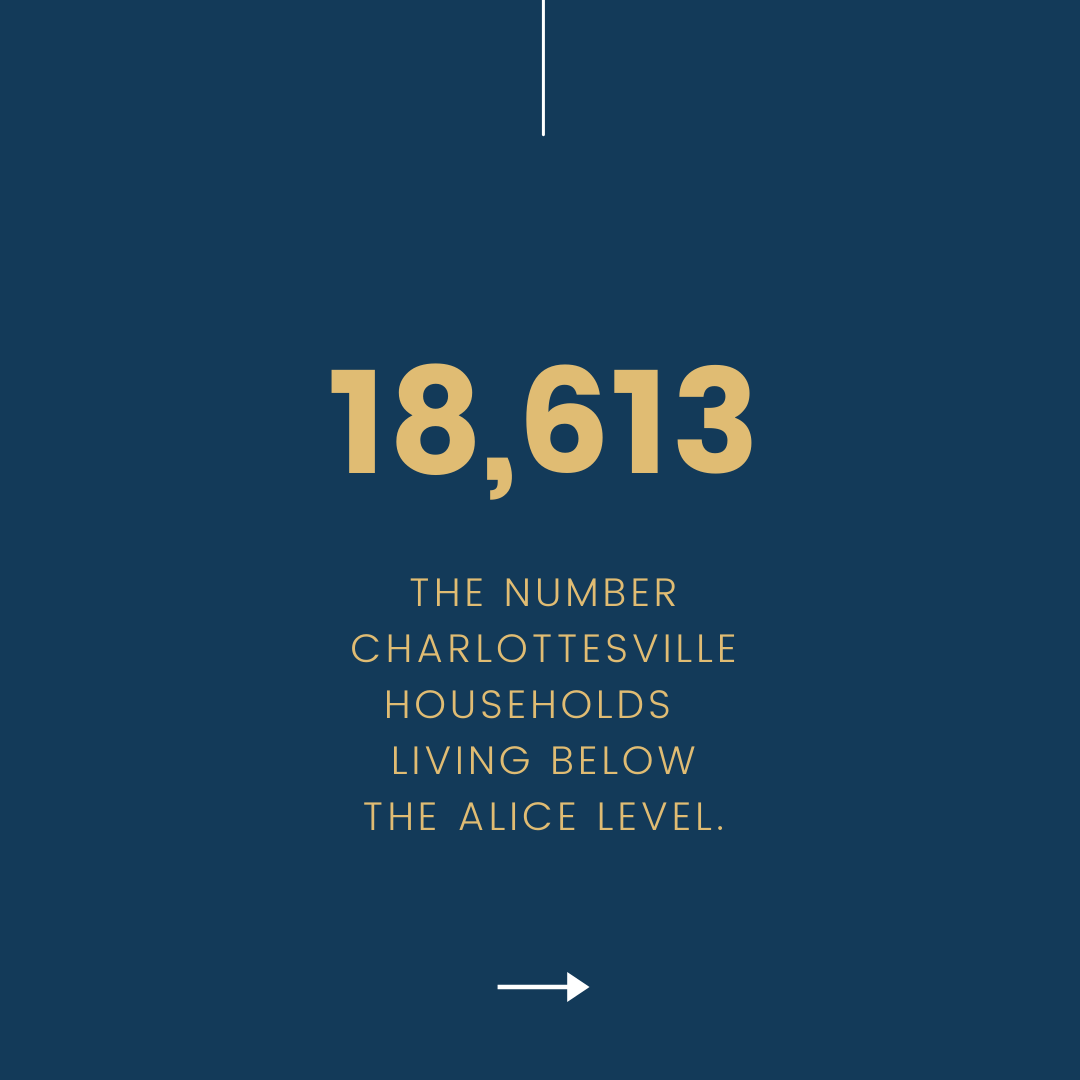 18,613
THE NUMBER
CHARLOTTESVILLE
HOUSEHOLDS
LIVING BELOW
THE ALICE LEVEL.